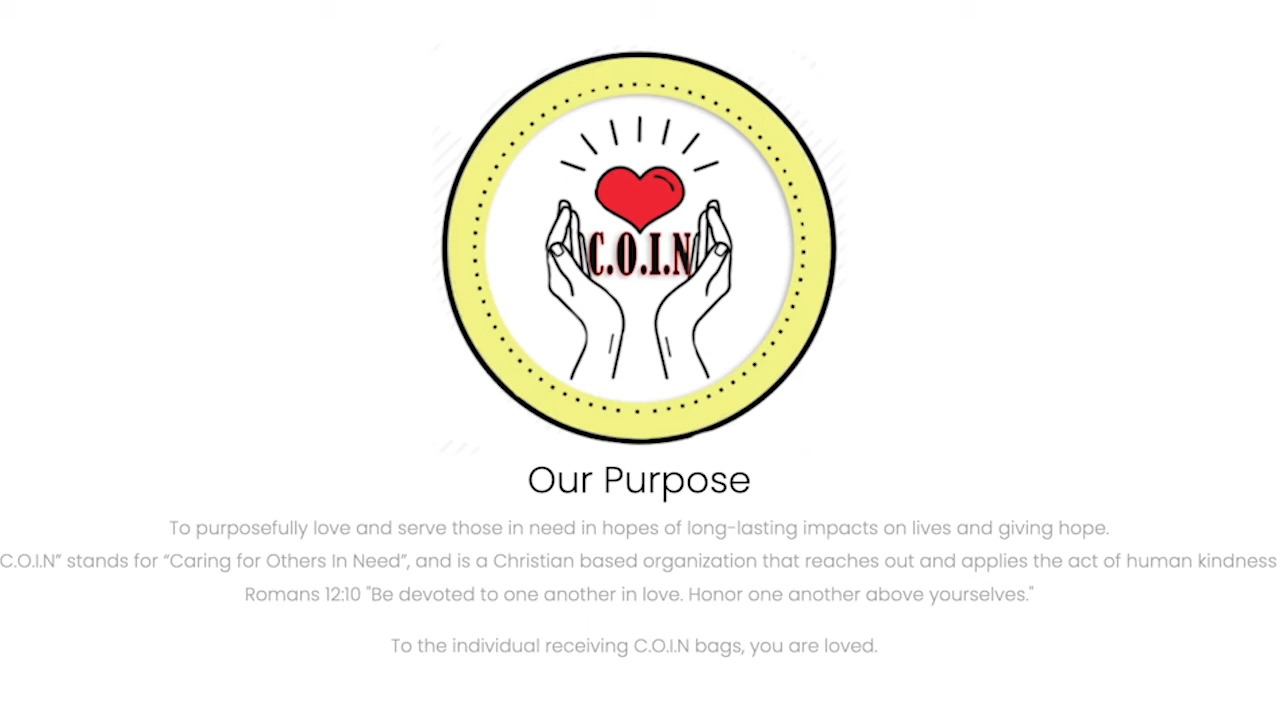 C.O.I.N
Our Purpose
To purposefully love and serve those in need in hopes of long-lasting impacts on lives and giving hope.
C.O.I.N” stands for “Caring for Others In Need”, and is a Christian based organization that reaches out and applies the act of human kindness
Romans 12:10 "Be devoted to one another in love. Honor one another above yourselves."
To the individual receiving C.O.I.N bags, you are loved.